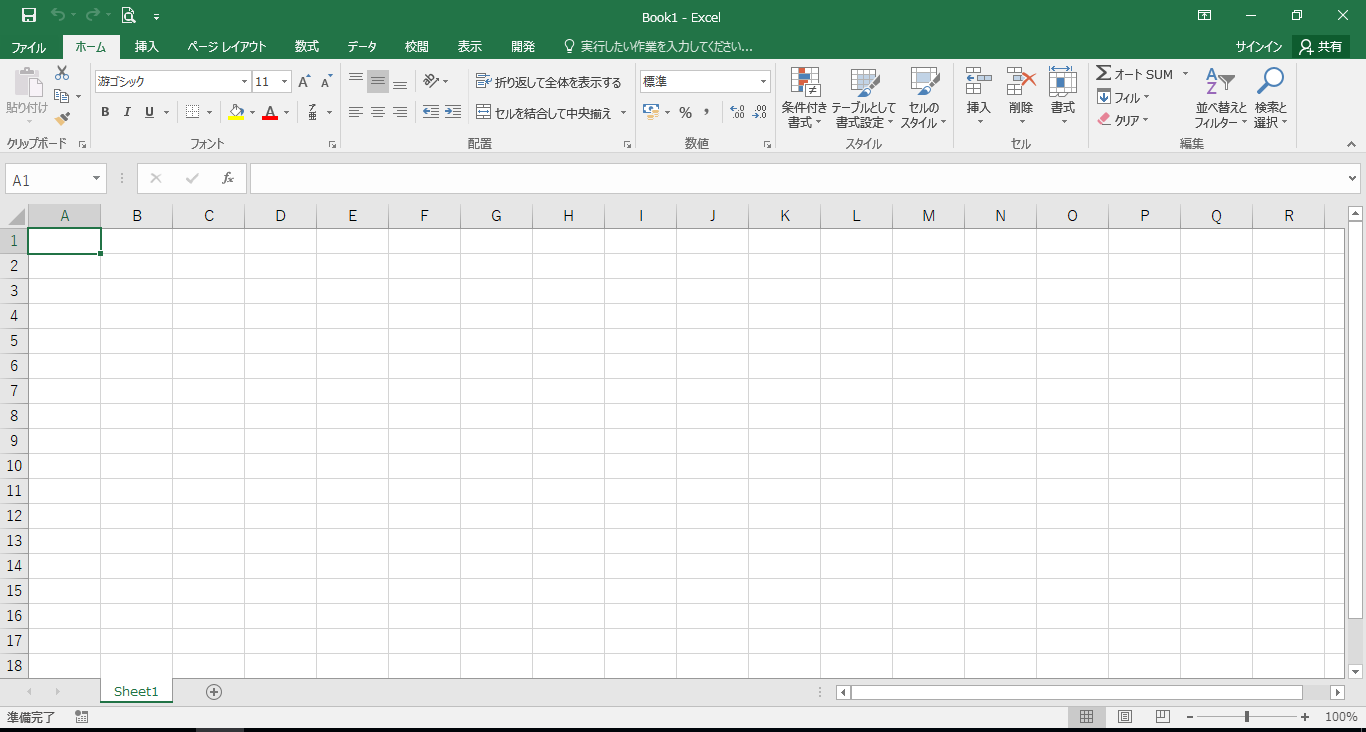 Book1 - Excel
ファイル ホーム 挿入 ページ レイアウト 数式 データ 校閲 表示 開発 実行したい作業を入力してください... サインイン 共有
貼り付け
クリップボード
游ゴシック 11
B I U
フォント
折り返して全体を表示する
セルを結合して中央揃え
配置
標準
%
数値
条件付き書式
テーブルとして書式設定
セルのスタイル
スタイル
挿入 削除 書式
セル
オート SUM
フィル
クリア
並べ替えとフィルター
検索と選択
編集
A1 fx
A B C D E F G H I J K L M N O P Q R
1
2
3
4
5
6
7
8
9
10
11
12
13
14
15
16
17
18
Sheet1
準備完了 100%